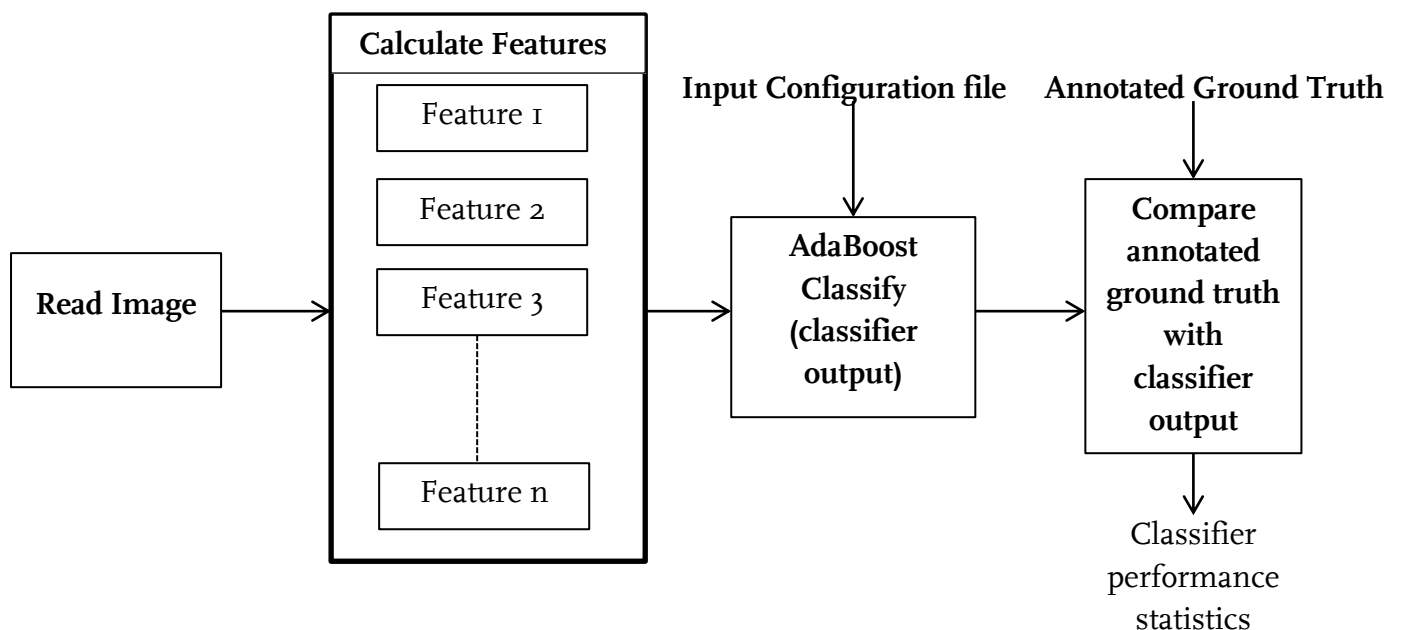 Read Image
Calculate Features
Feature 1
Feature 2
Feature 3
Feature n
Input Configuration file
AdaBoost
Classify
(classifier
output)
Annotated Ground Truth
Compare
annotated
ground truth
with
classifier
output
Classifier
performance
statistics